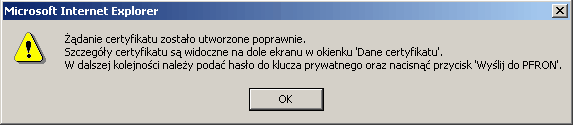 Microsoft Internet Explorer
Żądanie certyfikatu zostało utworzone poprawnie.
Szczegóły certyfikatu są widoczne na dole ekranu w okienku 'Dane certyfikatu'.
W dalszej kolejności należy podać hasło do klucza prywatnego oraz nacisnąć przycisk 'Wyślij do PFRON'.
OK